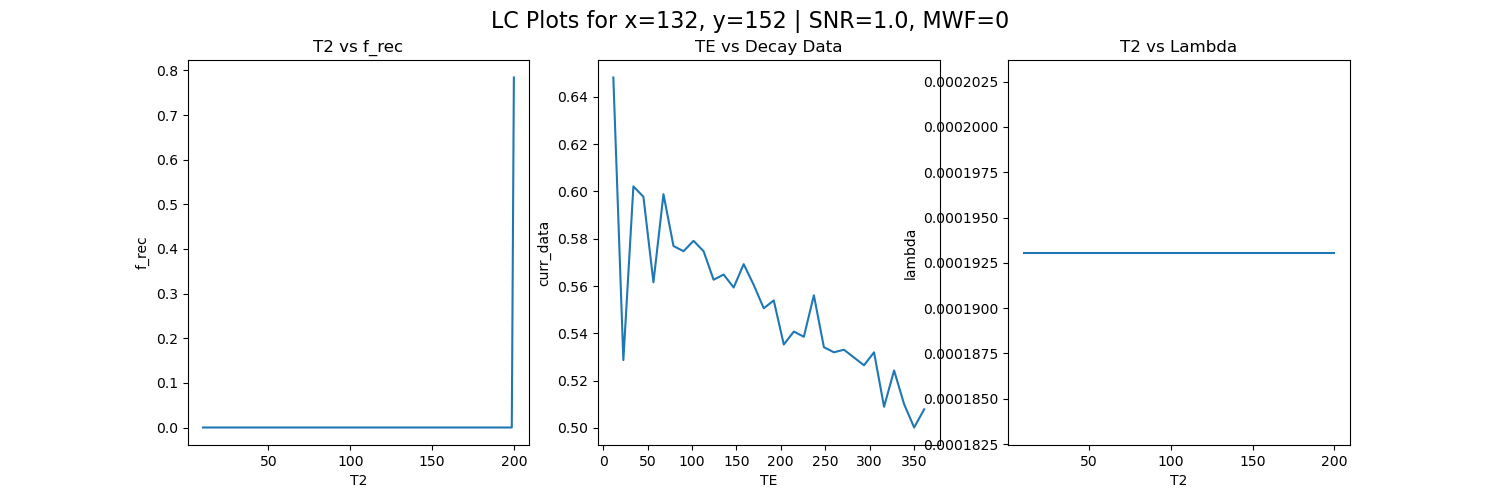 LC Plots for x=132, y=152 | SNR=1.0, MWF=0
T2 vs f_rec
0.8
0.7
0.6
0.5
0.4
0.3
0.2
0.1
0.0
f_rec
50 100 150 200
T2
TE vs Decay Data
0.64
0.62
0.60
0.58
0.56
0.54
0.52
0.50
curr_data
0 50 100 150 200 250 300 350
TE
T2 vs Lambda
0.0002025
0.0002000
0.0001975
0.0001950
0.0001925
0.0001900
0.0001875
0.0001850
0.0001825
lambda
50 100 150 200
T2